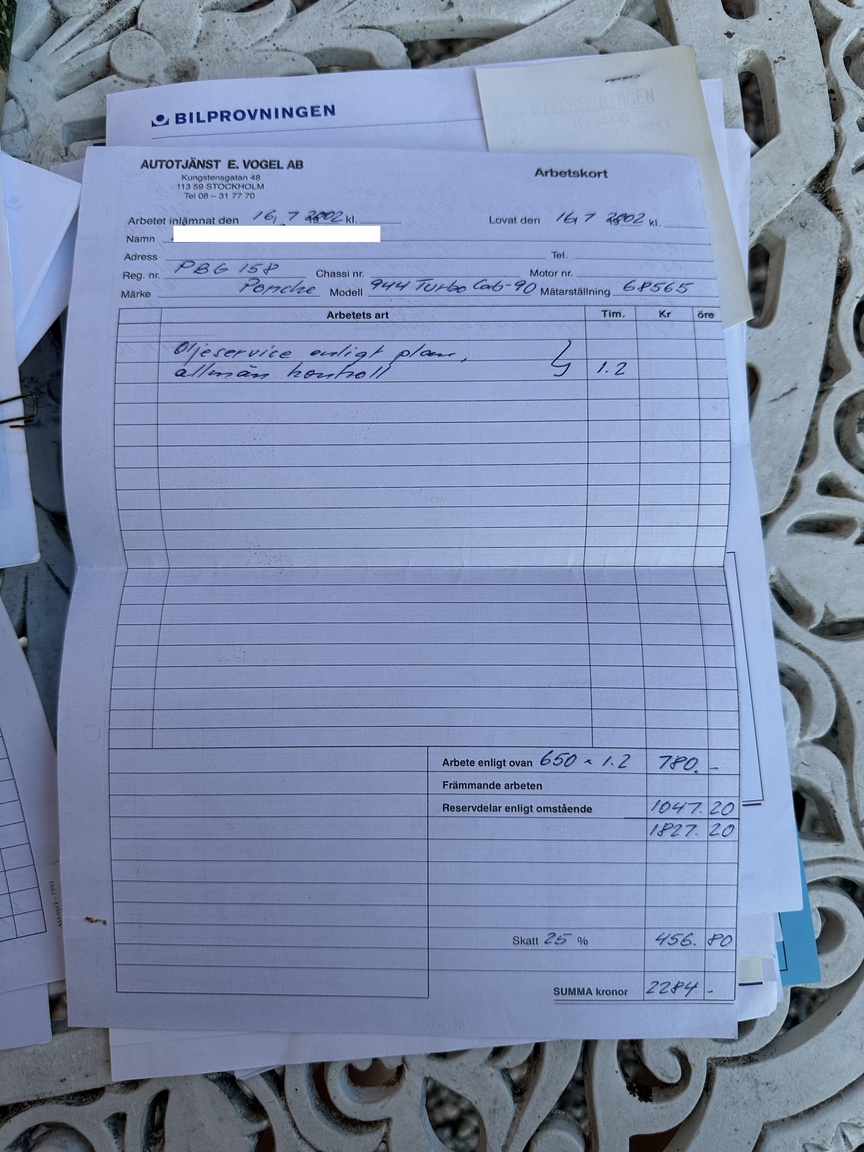 BILPROVNINGEN
AUTOTJÄNST E. VOGEL AB
Kungstensgatan 48
113 59 STOCKHOLM
Tel 08 – 31 77 70
Arbetskort
Arbetet inlämnat den 16, 7 2002 kl. Lovat den 16, 7 2002 kl.
Namn
Adress Tel.
Reg. nr. PBG 158 Chassi nr. Motor nr.
Märke Porsche Modell 944 Turbo Cab-90 Mätarställning 68565
Arbetets art Tim. Kr öre
Oljeservice enligt plan,
allmän kontroll 1.2
Arbete enligt ovan 650 × 1.2 780. -
Främmande arbeten
Reservdelar enligt omstående 1047. 20
1827. 20
Skatt 25 % 456. 80
SUMMA kronor 2284 -